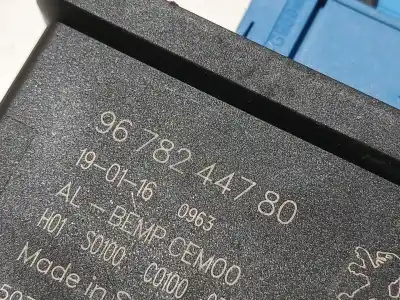 96 782 447 80
19-01-16 0963
AL-BEMP.CEM00
H01 S0100, C0100
Made in